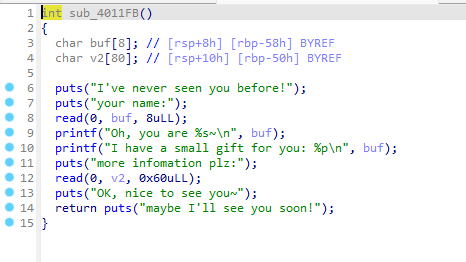 1 int sub_4011FB()
2 {
3 char buf[8]; // [rsp+8h] [rbp-58h] BYREF
4 char v2[80]; // [rsp+10h] [rbp-50h] BYREF
5
6 puts("I've never seen you before!");
7 puts("your name:");
8 read(0, buf, 8uLL);
9 printf("Oh, you are %s~\n", buf);
10 printf("I have a small gift for you: %p\n", buf);
11 puts("more infomation plz:");
12 read(0, v2, 0x60uLL);
13 puts("OK, nice to see you~");
14 return puts("maybe I'll see you soon!");
15 }